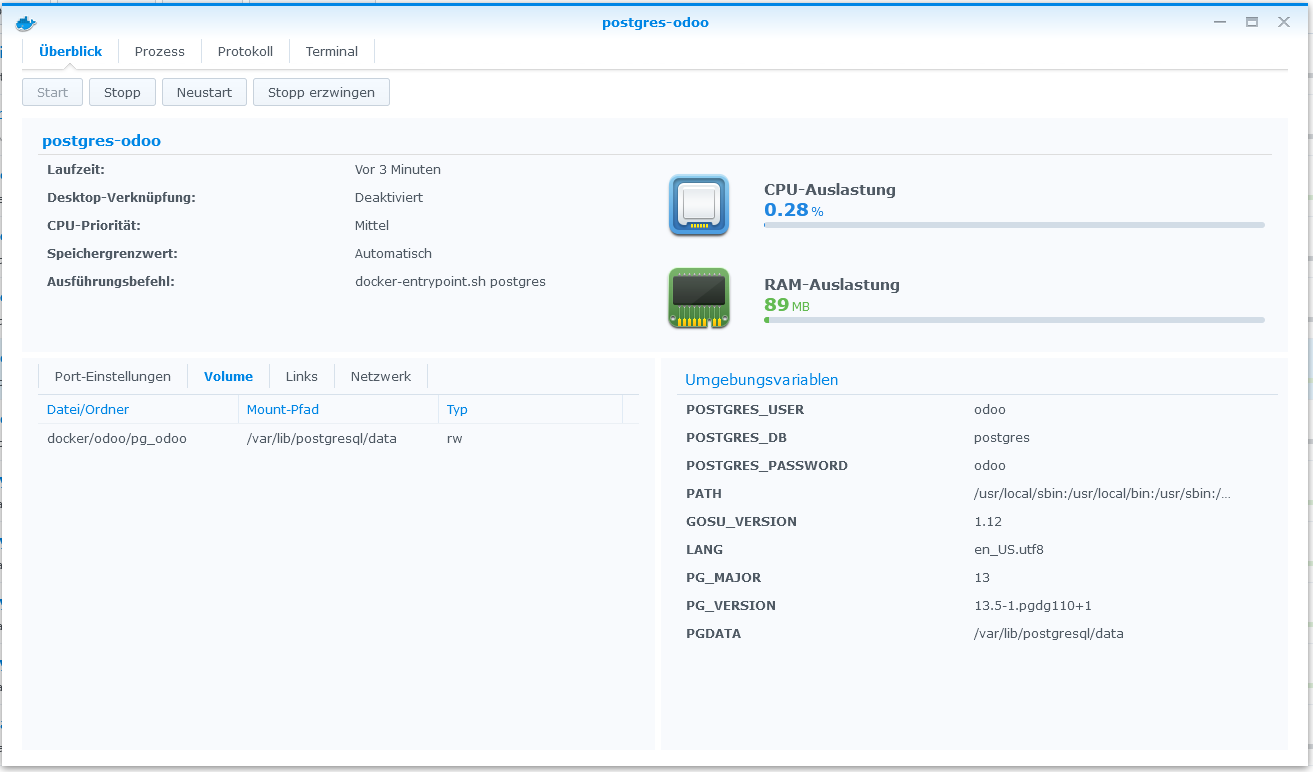 postgres-odoo
Überblick Prozess Protokoll Terminal
Start Stopp Neustart Stopp erzwingen
postgres-odoo
Laufzeit: Vor 3 Minuten
Desktop-Verknüpfung: Deaktiviert
CPU-Priorität: Mittel
Speichergrenzwert: Automatisch
Ausführungsbefehl: docker-entrypoint.sh postgres
CPU-Auslastung
0.28 %
RAM-Auslastung
89 MB
Port-Einstellungen Volume Links Netzwerk
Datei/Ordner Mount-Pfad Typ
docker/odoo/pg_odoo /var/lib/postgresql/data rw
Umgebungsvariablen
POSTGRES_USER odoo
POSTGRES_DB postgres
POSTGRES_PASSWORD odoo
PATH /usr/local/sbin:/usr/local/bin:/usr/sbin:/...
GOSU_VERSION 1.12
LANG en_US.utf8
PG_MAJOR 13
PG_VERSION 13.5-1.pgdg110+1
PGDATA /var/lib/postgresql/data